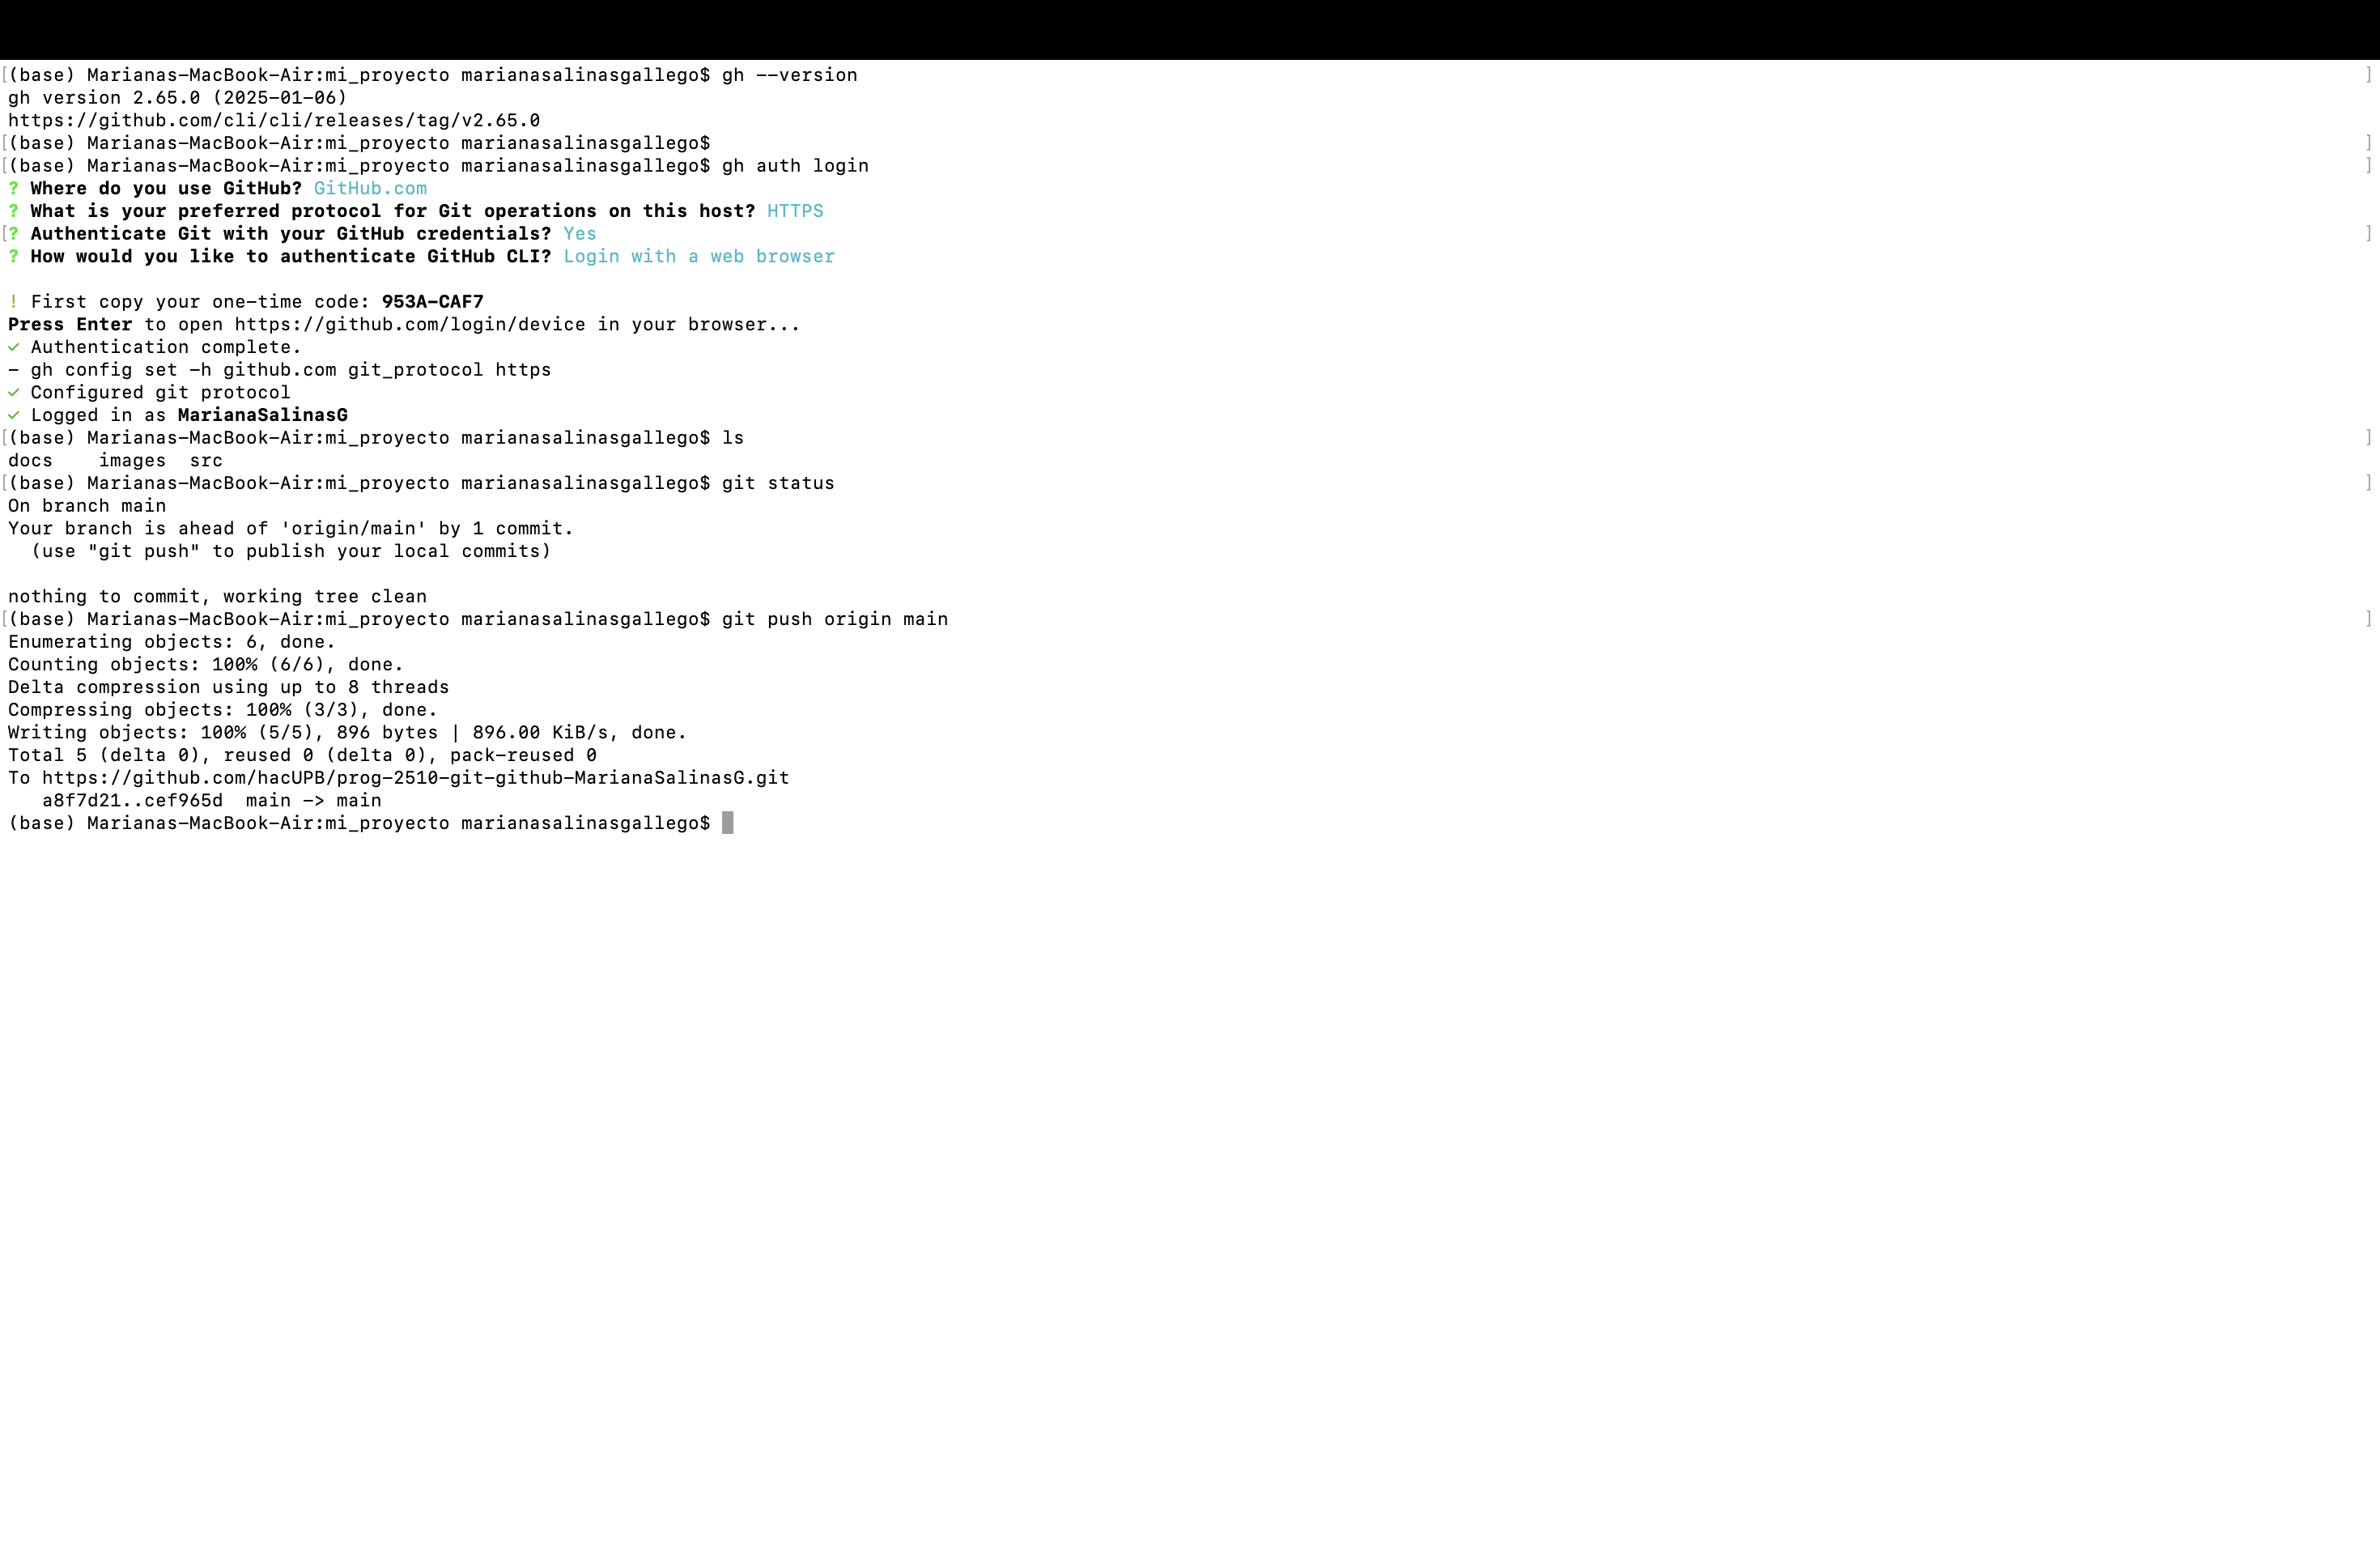 [(base) Marianas-MacBook-Air:mi_proyecto marianasalinasgallego$ gh --version ]
gh version 2.65.0 (2025-01-06)
https://github.com/cli/cli/releases/tag/v2.65.0
[(base) Marianas-MacBook-Air:mi_proyecto marianasalinasgallego$ ]
[(base) Marianas-MacBook-Air:mi_proyecto marianasalinasgallego$ gh auth login ]
? Where do you use GitHub? GitHub.com
? What is your preferred protocol for Git operations on this host? HTTPS
[? Authenticate Git with your GitHub credentials? Yes ]
? How would you like to authenticate GitHub CLI? Login with a web browser
! First copy your one-time code: 953A-CAF7
Press Enter to open https://github.com/login/device in your browser...
✓ Authentication complete.
- gh config set -h github.com git_protocol https
✓ Configured git protocol
✓ Logged in as MarianaSalinasG
[(base) Marianas-MacBook-Air:mi_proyecto marianasalinasgallego$ ls ]
docs images src
[(base) Marianas-MacBook-Air:mi_proyecto marianasalinasgallego$ git status ]
On branch main
Your branch is ahead of 'origin/main' by 1 commit.
(use "git push" to publish your local commits)
nothing to commit, working tree clean
[(base) Marianas-MacBook-Air:mi_proyecto marianasalinasgallego$ git push origin main ]
Enumerating objects: 6, done.
Counting objects: 100% (6/6), done.
Delta compression using up to 8 threads
Compressing objects: 100% (3/3), done.
Writing objects: 100% (5/5), 896 bytes | 896.00 KiB/s, done.
Total 5 (delta 0), reused 0 (delta 0), pack-reused 0
To https://github.com/hacUPB/prog-2510-git-github-MarianaSalinasG.git
a8f7d21..cef965d main -> main
(base) Marianas-MacBook-Air:mi_proyecto marianasalinasgallego$